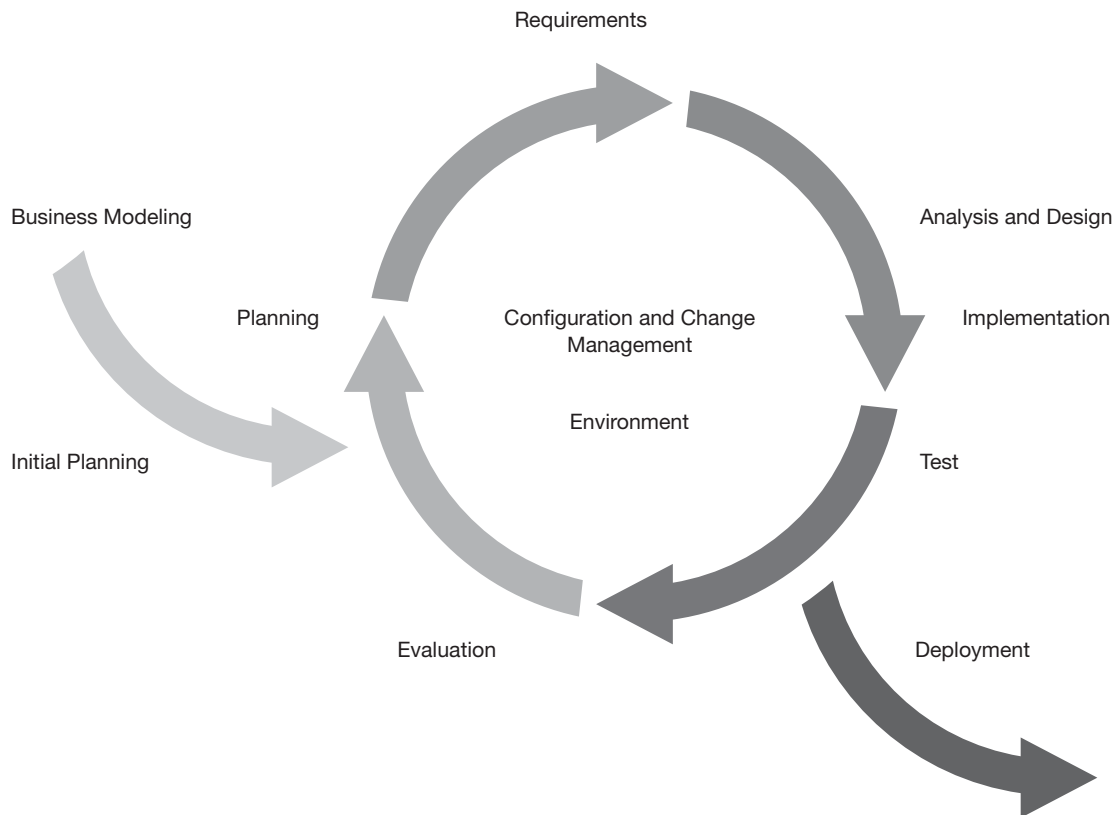 Requirements
Business Modeling
Analysis and Design
Planning
Configuration and Change
Management
Implementation
Environment
Initial Planning
Test
Evaluation
Deployment